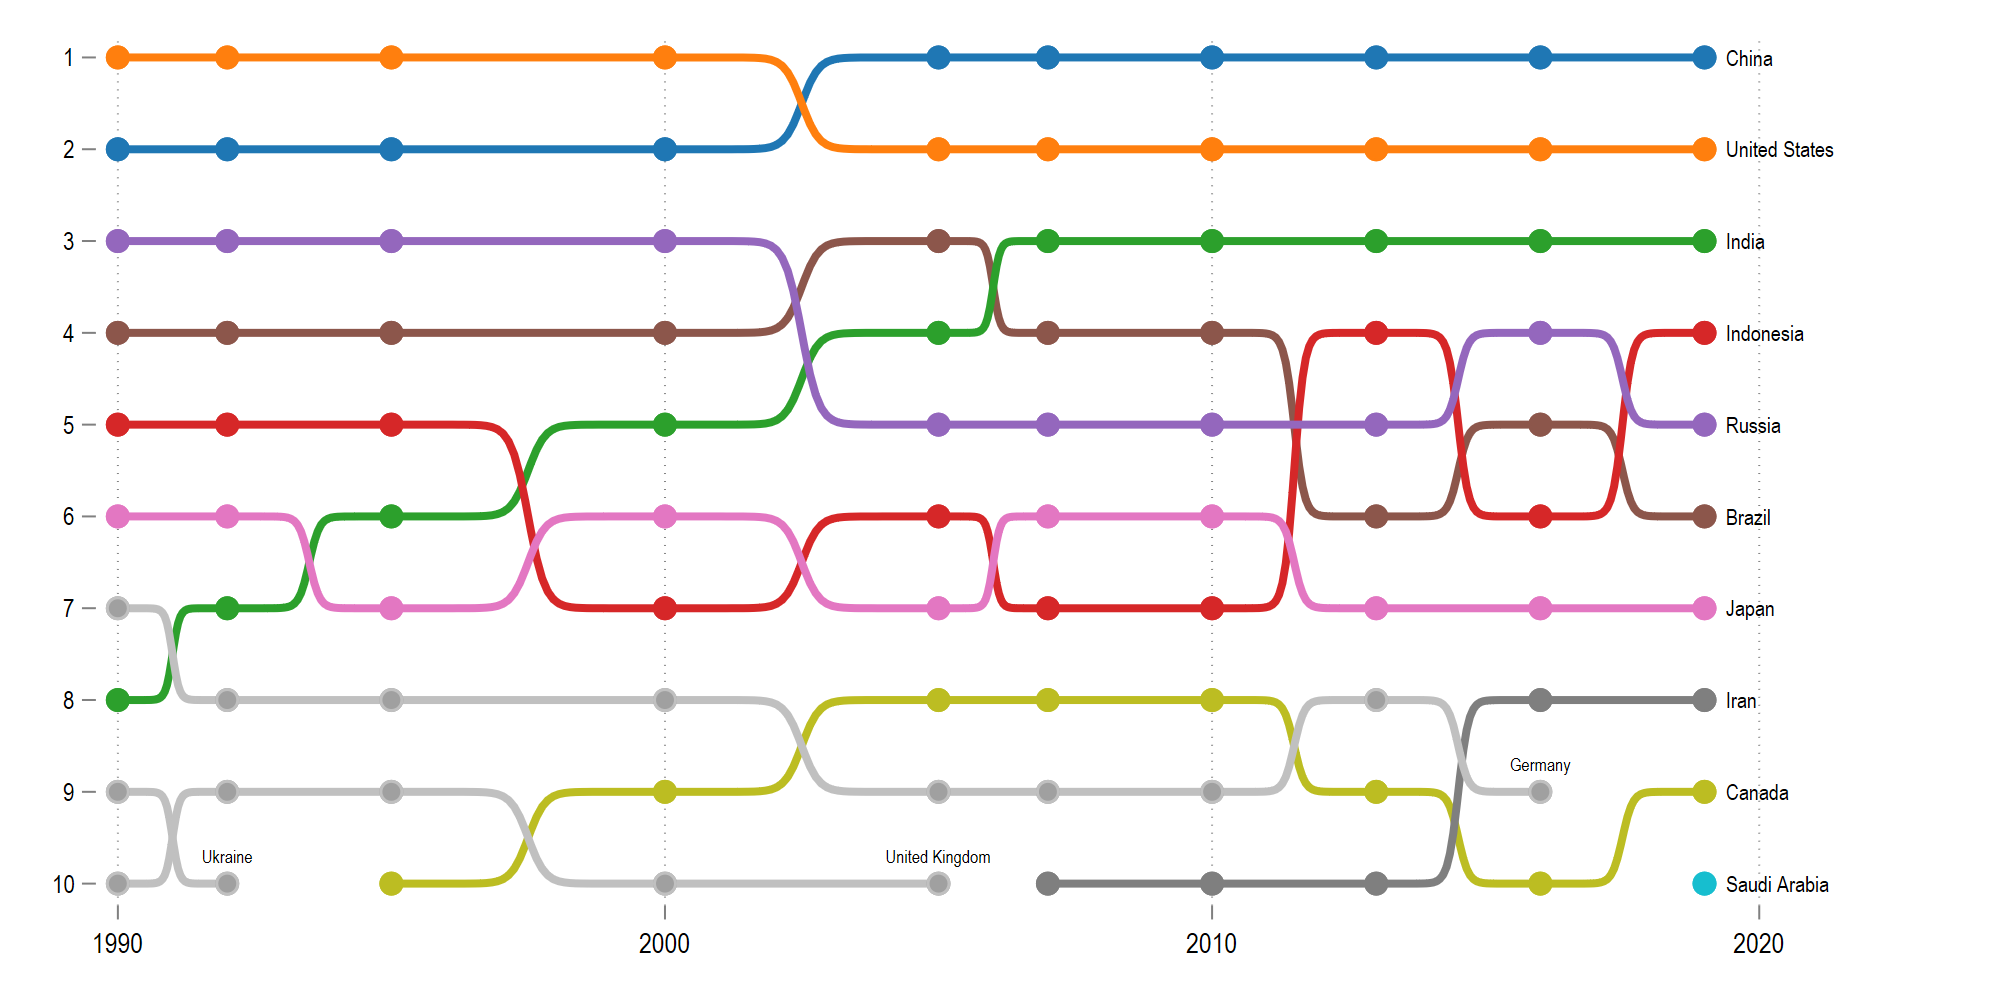 1
China
2
United States
3
India
4
Indonesia
5
Russia
6
Brazil
7
Japan
8
Iran
9
Germany
Canada
Ukraine
United Kingdom
10
Saudi Arabia
1990
2000
2010
2020